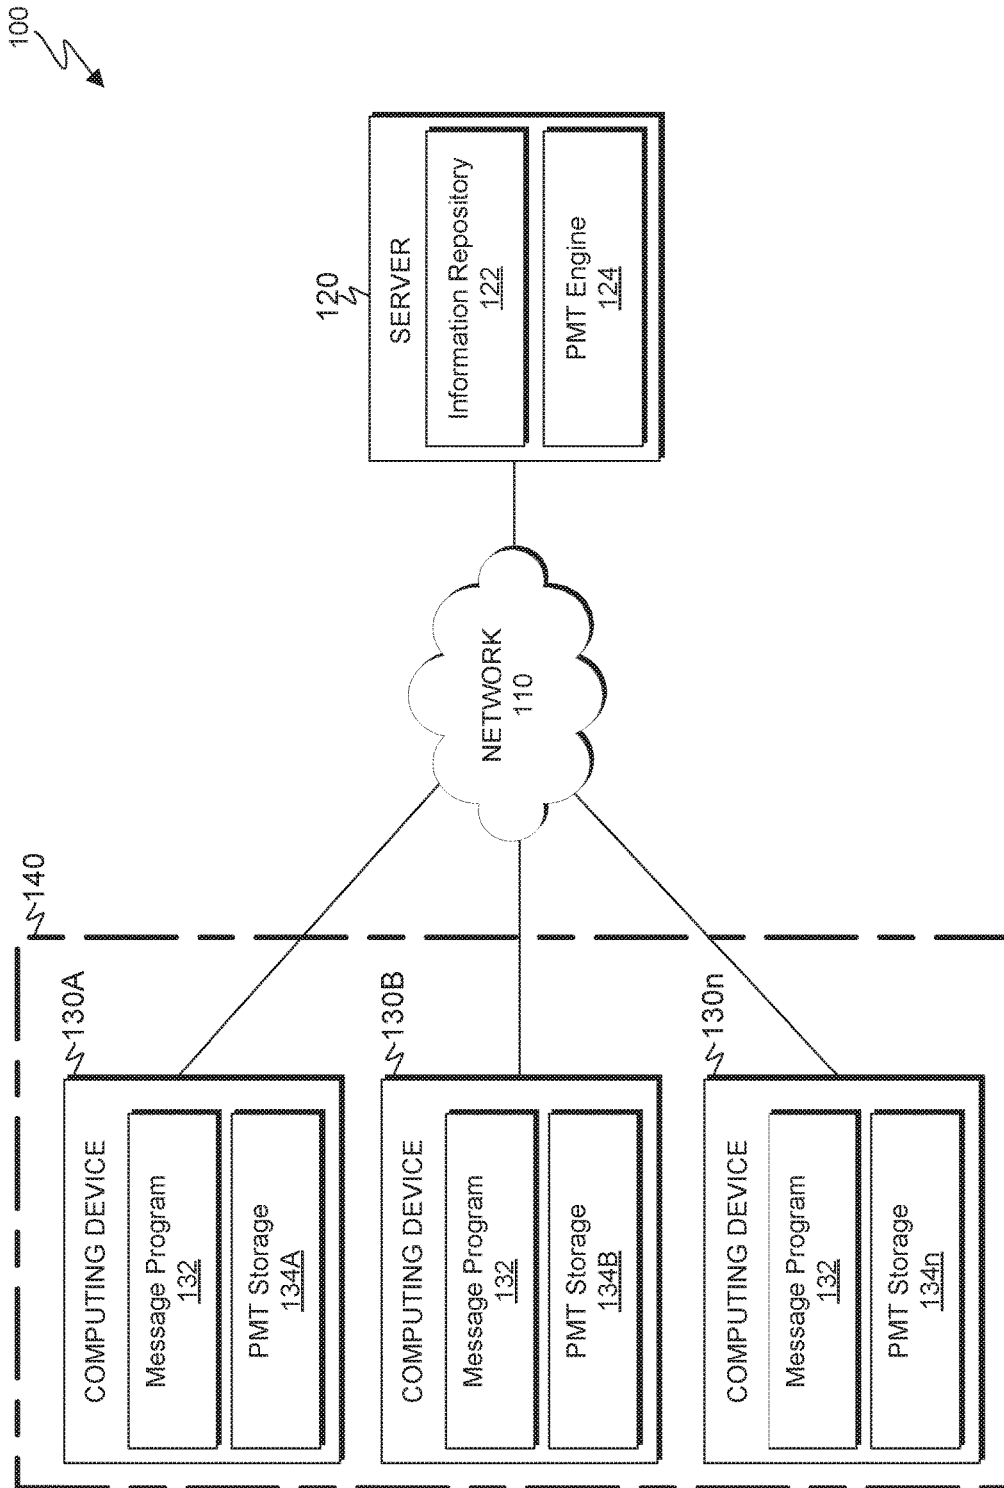 100
140
130A
COMPUTING DEVICE
Message Program
132
PMT Storage
134A
130B
COMPUTING DEVICE
Message Program
132
PMT Storage
134B
130n
COMPUTING DEVICE
Message Program
132
PMT Storage
134n
NETWORK
110
120
SERVER
Information Repository
122
PMT Engine
124